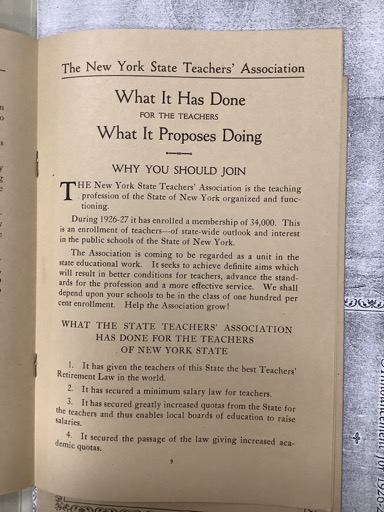 The New York State Teachers' Association
What It Has Done
FOR THE TEACHERS
What It Proposes Doing
WHY YOU SHOULD JOIN
THE New York State Teachers' Association is the teaching
profession of the State of New York organized and func-
tioning.
During 1926-27 it has enrolled a membership of 34,000. This
is an enrollment of teachers—of state-wide outlook and interest
in the public schools of the State of New York.
The Association is coming to be regarded as a unit in the
state educational work. It seeks to achieve definite aims which
will result in better conditions for teachers, advance the stand-
ards for the profession and a more effective service. We shall
depend upon your schools to be in the class of one hundred per
cent enrollment. Help the Association grow!
WHAT THE STATE TEACHERS' ASSOCIATION
HAS DONE FOR THE TEACHERS
OF NEW YORK STATE
1. It has given the teachers of this State the best Teachers'
Retirement Law in the world.
2. It has secured a minimum salary law for teachers.
3. It has secured greatly increased quotas from the State for
the teachers and thus enables local boards of education to raise
salaries.
4. It secured the passage of the law giving increased aca-
demic quotas.
9